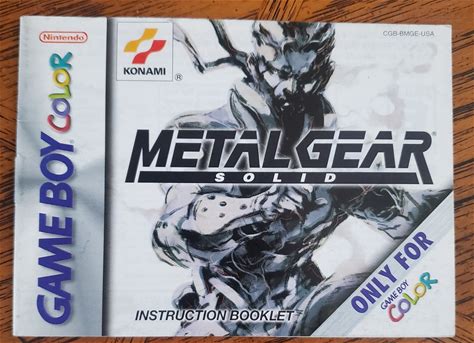 Nintendo
GAME BOY COLOR
KONAMI
®
CGB-BMGE-USA
METAL GEAR
SOLID
INSTRUCTION BOOKLET
ONLY FOR
GAME BOY
COLOR